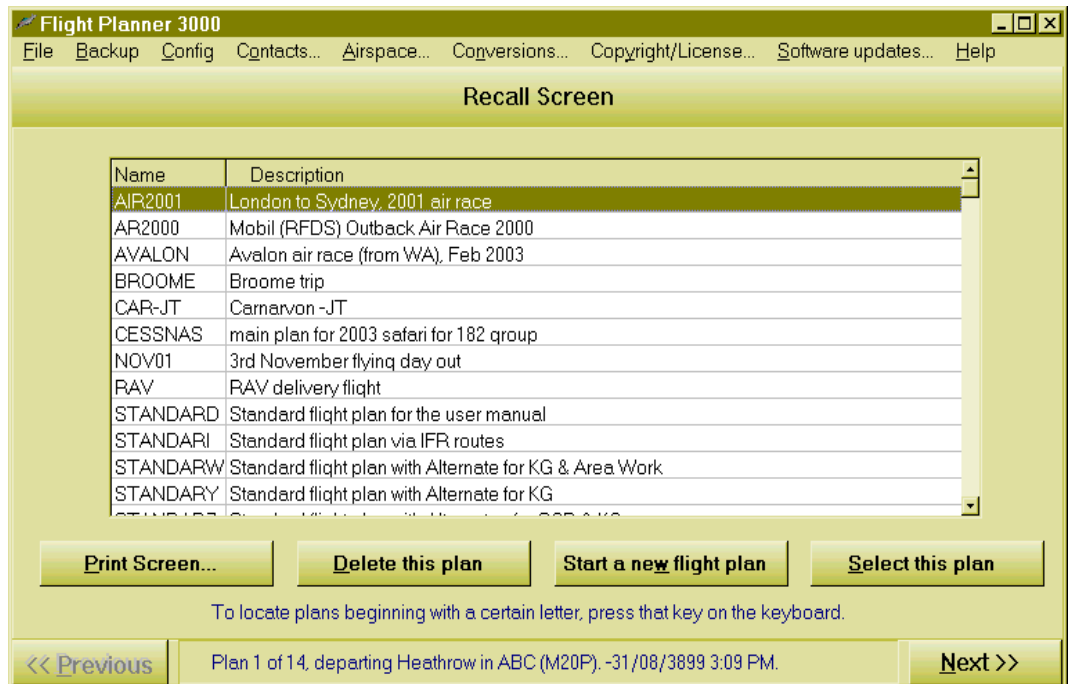 Flight Planner 3000
File Backup Config Contacts... Airspace... Conversions... Copyright/License... Software updates... Help
Recall Screen
Name Description
AIR2001 London to Sydney, 2001 air race
AR2000 Mobil (RFDS) Outback Air Race 2000
AVALON Avalon air race (from WA), Feb 2003
BROOME Broome trip
CAR-JT Carnarvon -JT
CESSNAS main plan for 2003 safari for 182 group
NOV01 3rd November flying day out
RAV RAV delivery flight
STANDARD Standard flight plan for the user manual
STANDARI Standard flight plan via IFR routes
STANDARW Standard flight plan with Alternate for KG & Area Work
STANDARY Standard flight plan with Alternate for KG
Print Screen... Delete this plan Start a new flight plan Select this plan
To locate plans beginning with a certain letter, press that key on the keyboard.
<< Previous Plan 1 of 14, departing Heathrow in ABC (M20P). -31/08/3899 3:09 PM. Next >>